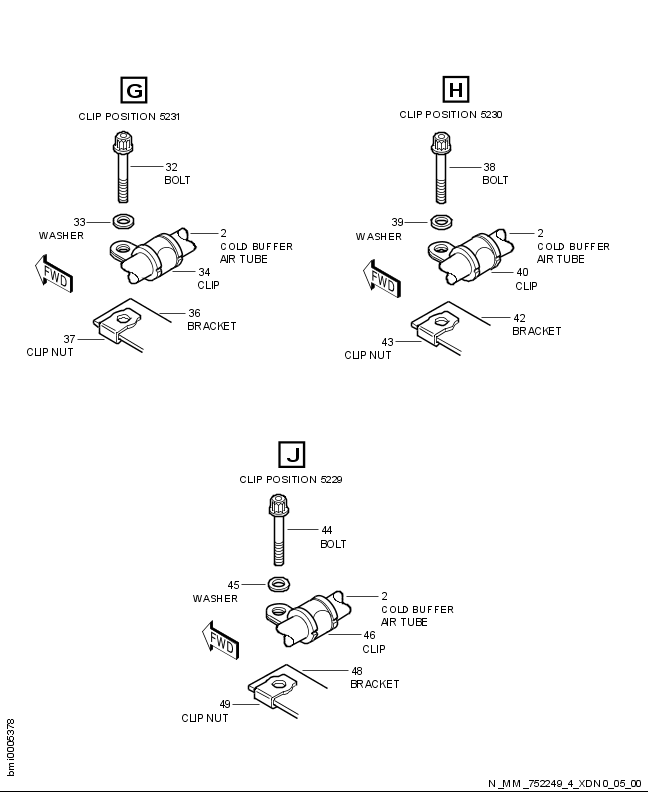 G
CLIP POSITION 5231
32
BOLT
33
WASHER
2
COLD BUFFER
AIR TUBE
34
CLIP
FWD
36
BRACKET
37
CLIP NUT
H
CLIP POSITION 5230
38
BOLT
39
WASHER
2
COLD BUFFER
AIR TUBE
40
CLIP
FWD
42
BRACKET
43
CLIP NUT
J
CLIP POSITION 5229
44
BOLT
45
WASHER
2
COLD BUFFER
AIR TUBE
46
CLIP
FWD
48
BRACKET
49
CLIP NUT
bmi0005378
N_MM_752249_4_XDN0_05_00